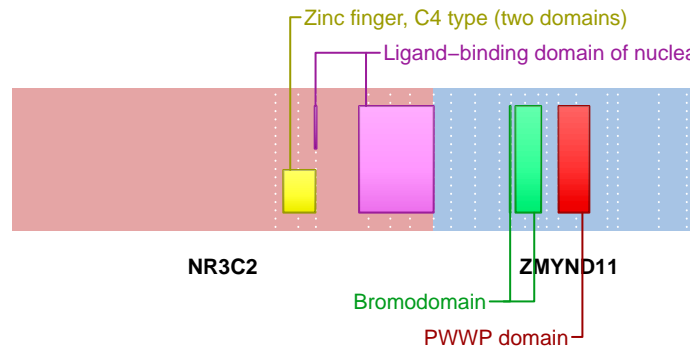 Zinc finger, C4 type (two domains)
Ligand−binding domain of nuclea
NR3C2
ZMYND11
Bromodomain
PWWP domain